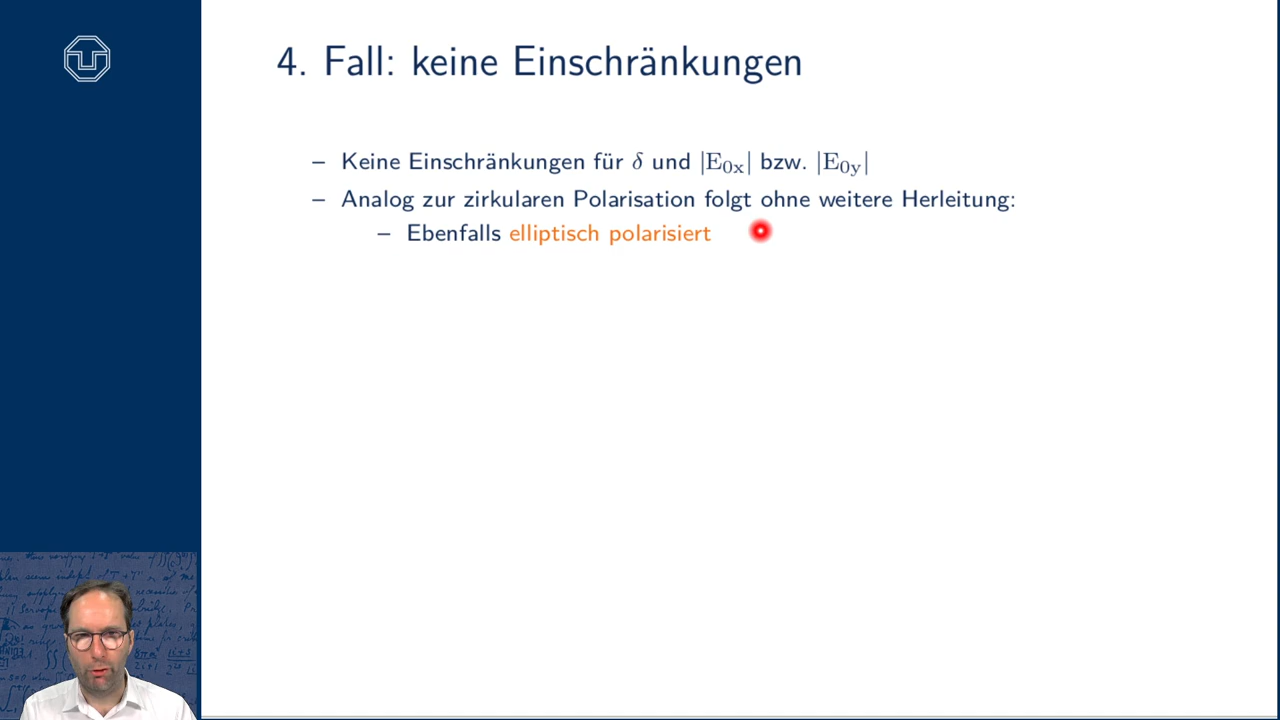 4. Fall: keine Einschränkungen
– Keine Einschränkungen für δ und |E₀ₓ| bzw. |E₀ᵧ|
– Analog zur zirkularen Polarisation folgt ohne weitere Herleitung:
– Ebenfalls elliptisch polarisiert